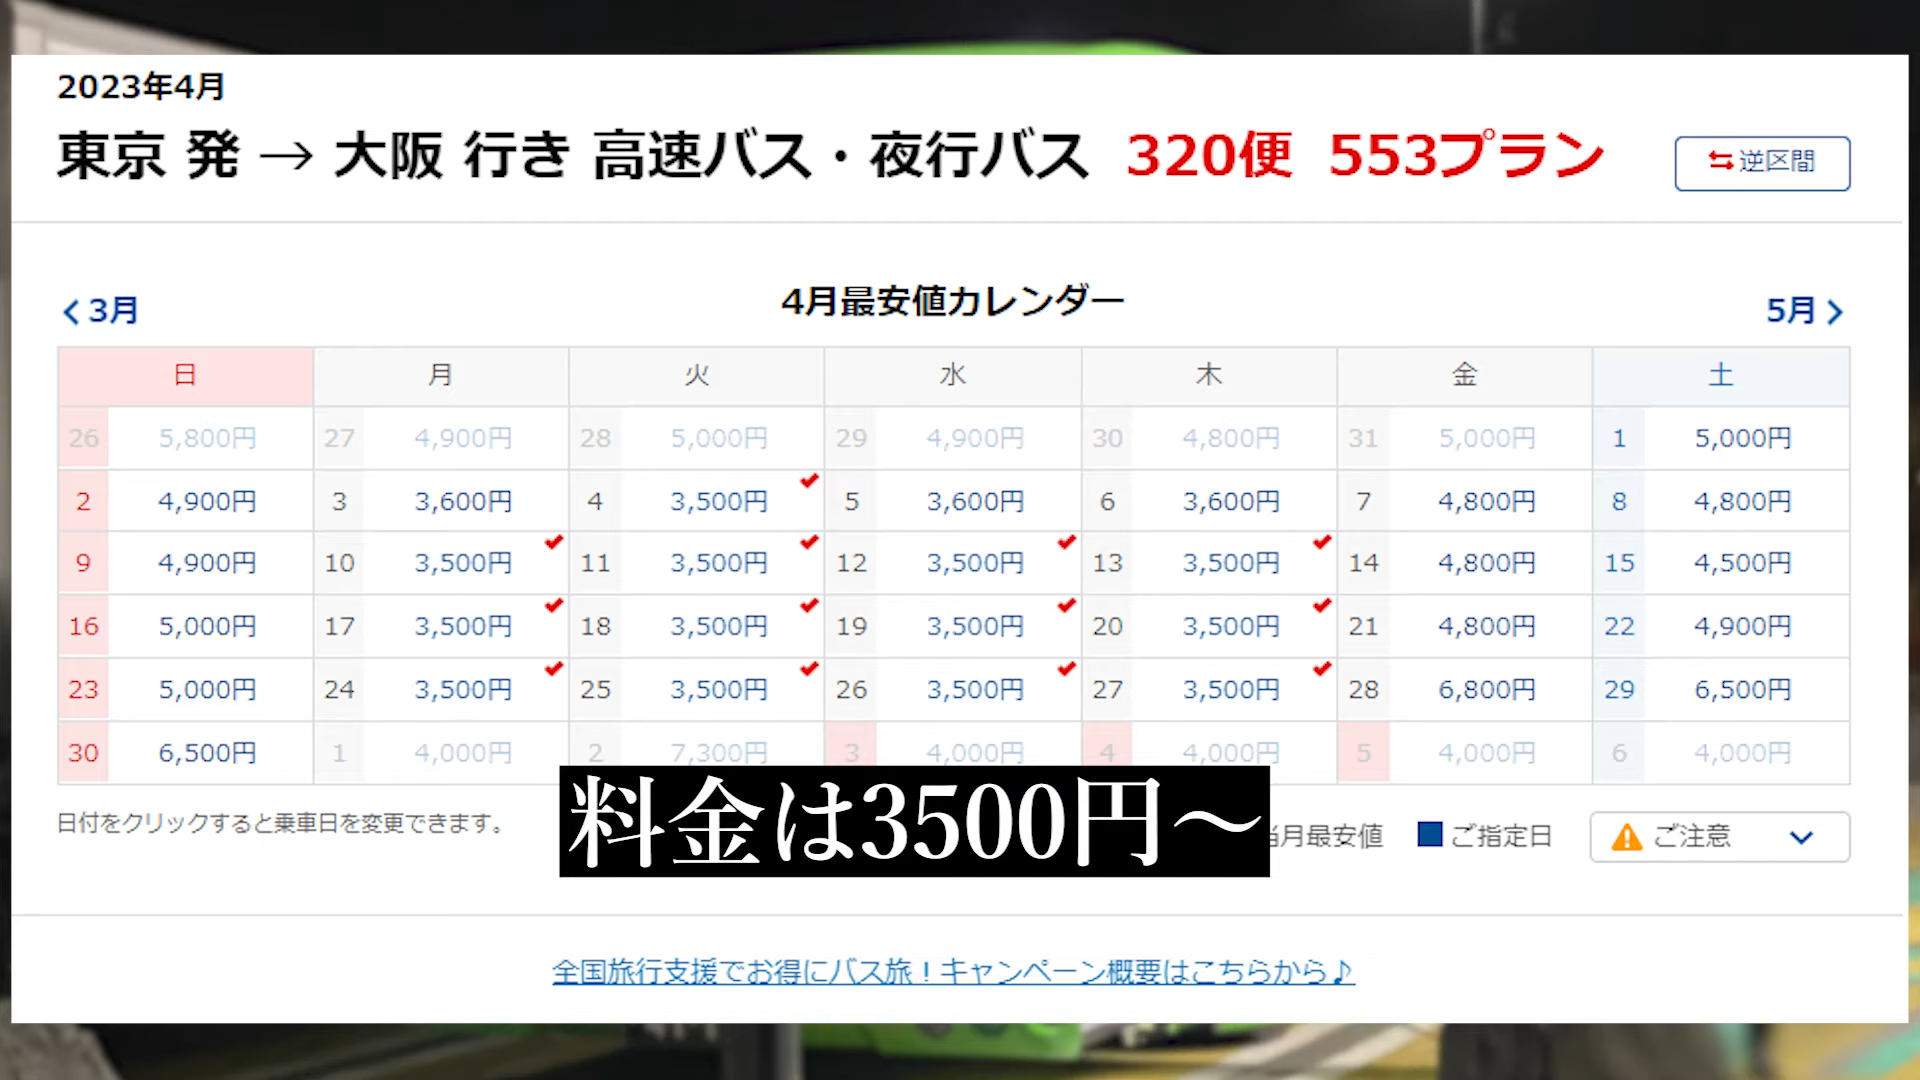 2023年4月
東京 発 → 大阪 行き 高速バス・夜行バス 320便 553プラン
⇆逆区間
< 3月
4月最安値カレンダー
5月 >
日 月 火 水 木 金 土
26 5,800円 27 4,900円 28 5,000円 29 4,900円 30 4,800円 31 5,000円 1 5,000円
2 4,900円 3 3,600円 4 3,500円 5 3,600円 6 3,600円 7 4,800円 8 4,800円
9 4,900円 10 3,500円 11 3,500円 12 3,500円 13 3,500円 14 4,800円 15 4,500円
16 5,000円 17 3,500円 18 3,500円 19 3,500円 20 3,500円 21 4,800円 22 4,900円
23 5,000円 24 3,500円 25 3,500円 26 3,500円 27 3,500円 28 6,800円 29 6,500円
30 6,500円 1 4,000円 2 7,300円 3 4,000円 4 4,000円 5 4,000円 6 4,000円
日付をクリックすると乗車日を変更できます。
料金は3500円〜
月最安値 ご指定日 ご注意
全国旅行支援でお得にバス旅！キャンペーン概要はこちらから♪